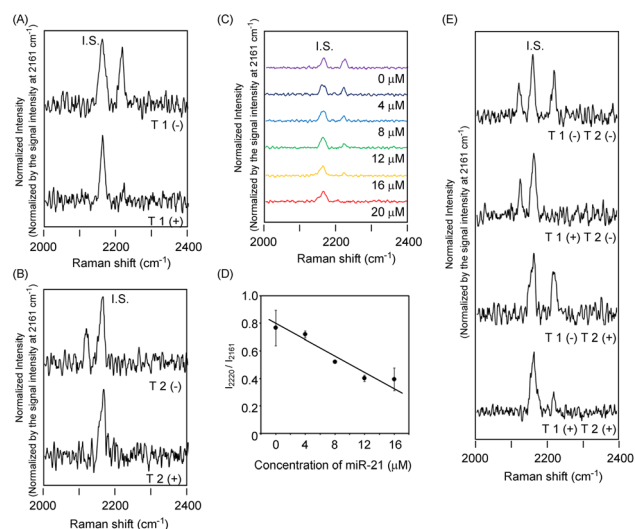 (A)
Normalized Intensity
(Normalized by the signal intensity at 2161 cm-1)
I.S.
T 1 (-)
T 1 (+)
2000 2200 2400
Raman shift (cm-1)
(B)
Normalized Intensity
(Normalized by the signal intensity at 2161 cm-1)
I.S.
T 2 (-)
T 2 (+)
2000 2200 2400
Raman shift (cm-1)
(C)
Normalized Intensity
(Normalized by the signal intensity at 2161 cm-1)
I.S.
0 μM
4 μM
8 μM
12 μM
16 μM
20 μM
2000 2200 2400
Raman shift (cm-1)
(D)
I2220 / I2161
1.0
0.8
0.6
0.4
0.2
0
0 4 8 12 16
Concentration of miR-21 (μM)
(E)
Normalized Intensity
(Normalized by the signal intensity at 2161 cm-1)
I.S.
T 1 (-) T 2 (-)
T 1 (+) T 2 (-)
T 1 (-) T 2 (+)
T 1 (+) T 2 (+)
2000 2200 2400
Raman shift (cm-1)